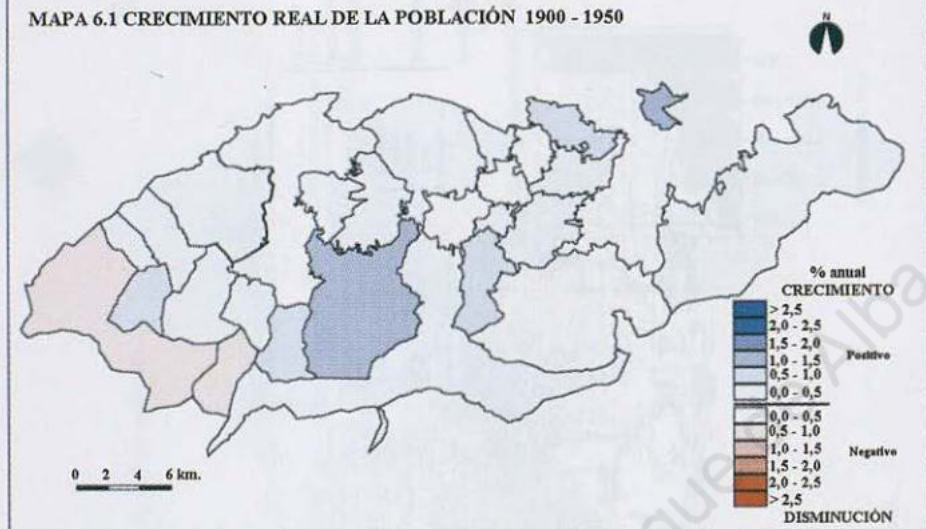 MAPA 6.1 CRECIMIENTO REAL DE LA POBLACIÓN 1900 - 1950
N
% anual
CRECIMIENTO
> 2,5
2,0 - 2,5
1,5 - 2,0
1,0 - 1,5
0,5 - 1,0
0,0 - 0,5
Positivo
0,0 - 0,5
0,5 - 1,0
1,0 - 1,5
1,5 - 2,0
2,0 - 2,5
> 2,5
Negativo
DISMINUCIÓN
0 2 4 6 km.